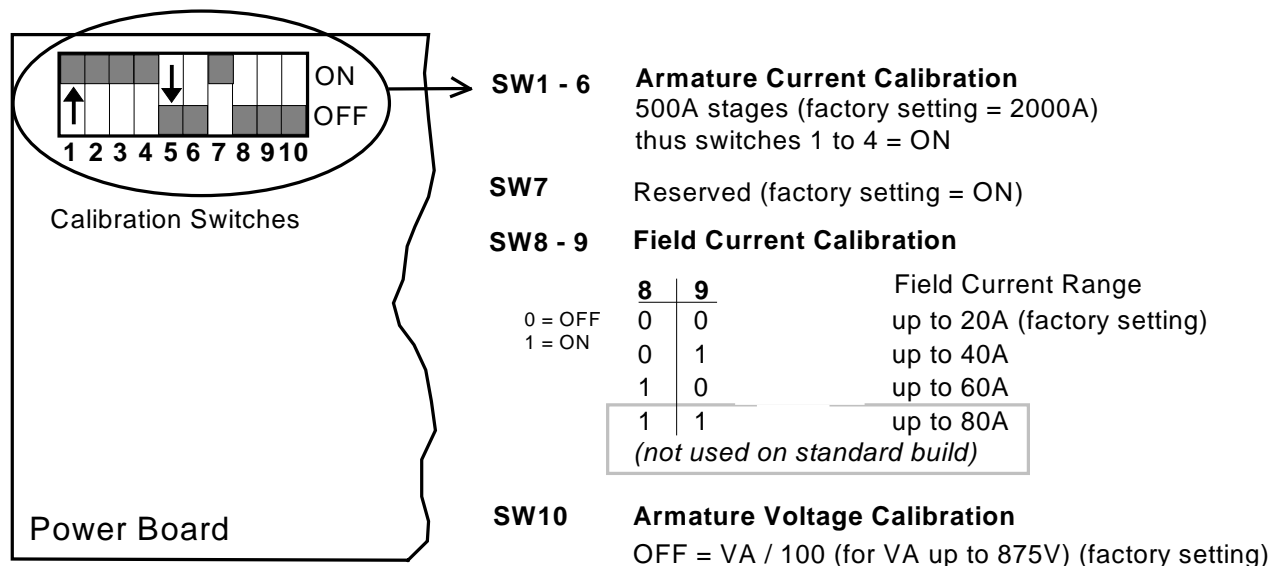 ON
OFF
1 2 3 4 5 6 7 8 9 10
Calibration Switches
Power Board
SW1 - 6 Armature Current Calibration
500A stages (factory setting = 2000A)
thus switches 1 to 4 = ON
SW7 Reserved (factory setting = ON)
SW8 - 9 Field Current Calibration
8 9 Field Current Range
0 = OFF 0 0 up to 20A (factory setting)
1 = ON 0 1 up to 40A
1 0 up to 60A
1 1 up to 80A
(not used on standard build)
SW10 Armature Voltage Calibration
OFF = VA / 100 (for VA up to 875V) (factory setting)